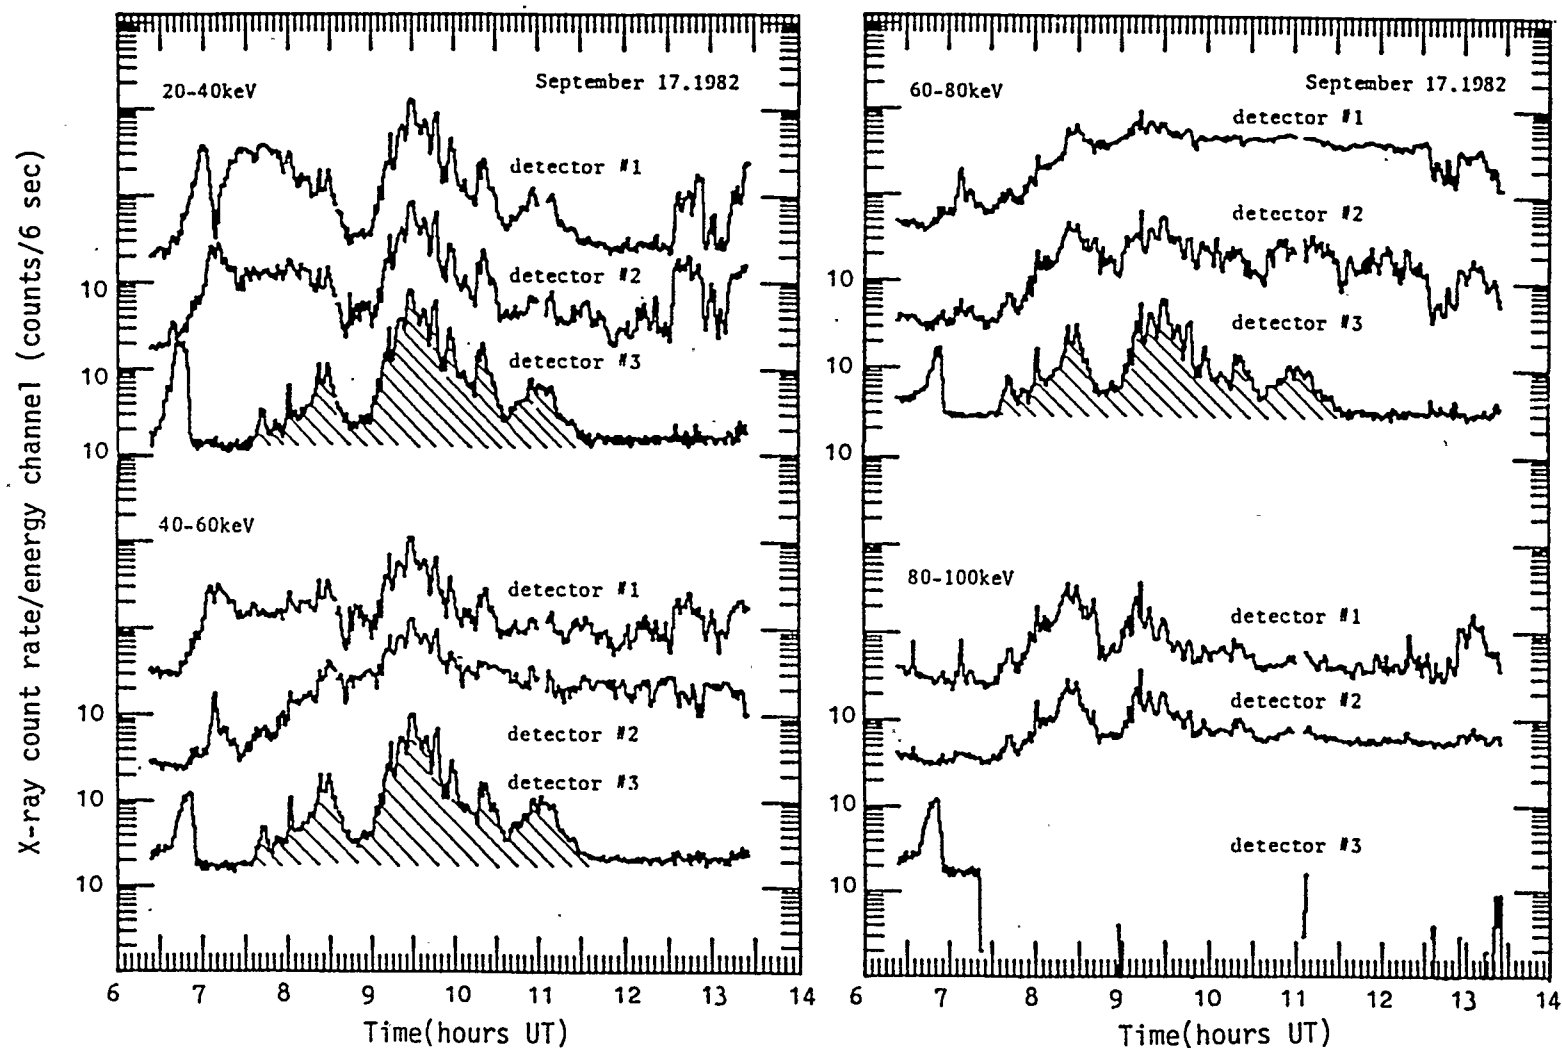 X-ray count rate/energy channel (counts/6 sec)
20-40keV
September 17.1982
detector #1
detector #2
10
detector #3
10
10
40-60keV
detector #1
10
detector #2
detector #3
10
10
6 7 8 9 10 11 12 13 14
Time(hours UT)
60-80keV
September 17.1982
detector #1
detector #2
10
detector #3
10
10
80-100keV
detector #1
detector #2
10
10
detector #3
10
6 7 8 9 10 11 12 13 14
Time(hours UT)